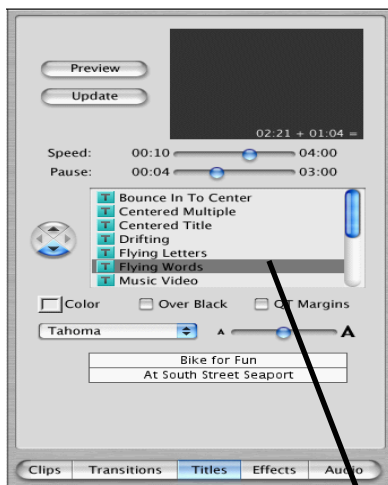 Preview
Update
02:21 + 01:04 =
Speed: 00:10 04:00
Pause: 00:04 03:00
T Bounce In To Center
T Centered Multiple
T Centered Title
T Drifting
T Flying Letters
T Flying Words
T Music Video
Color Over Black QT Margins
Tahoma A A
Bike for Fun
At South Street Seaport
Clips Transitions Titles Effects Audio